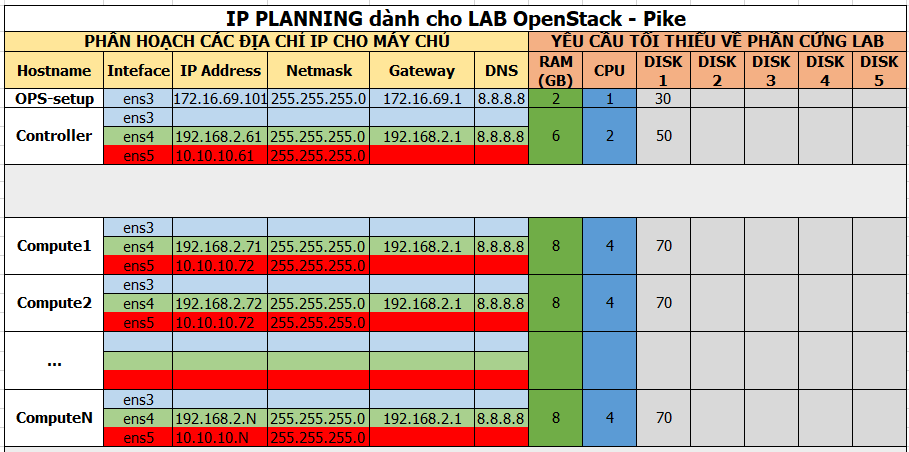 IP PLANNING dành cho LAB OpenStack - Pike
PHÂN HOẠCH CÁC ĐỊA CHỈ IP CHO MÁY CHỦ YÊU CẦU TỐI THIỂU VỀ PHẦN CỨNG LAB
Hostname Inteface IP Address Netmask Gateway DNS RAM (GB) CPU DISK 1 DISK 2 DISK 3 DISK 4 DISK 5
OPS-setup ens3 172.16.69.101 255.255.255.0 172.16.69.1 8.8.8.8 2 1 30
ens3
Controller ens4 192.168.2.61 255.255.255.0 192.168.2.1 8.8.8.8 6 2 50
ens5 10.10.10.61 255.255.255.0
ens3
Compute1 ens4 192.168.2.71 255.255.255.0 192.168.2.1 8.8.8.8 8 4 70
ens5 10.10.10.72 255.255.255.0
ens3
Compute2 ens4 192.168.2.72 255.255.255.0 192.168.2.1 8.8.8.8 8 4 70
ens5 10.10.10.72 255.255.255.0
...
ens3
ComputeN ens4 192.168.2.N 255.255.255.0 192.168.2.1 8.8.8.8 8 4 70
ens5 10.10.10.N 255.255.255.0